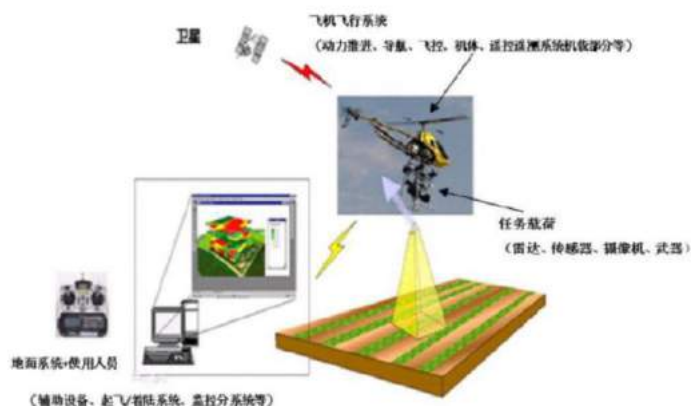 卫星
飞机飞行系统
（动力推进、导航、飞控、机体、遥控遥测系统机载部分等）
任务载荷
（雷达、传感器、摄像机、武器）
地面系统+使用人员
（辅助设备、起飞/着陆系统、监控分系统等）